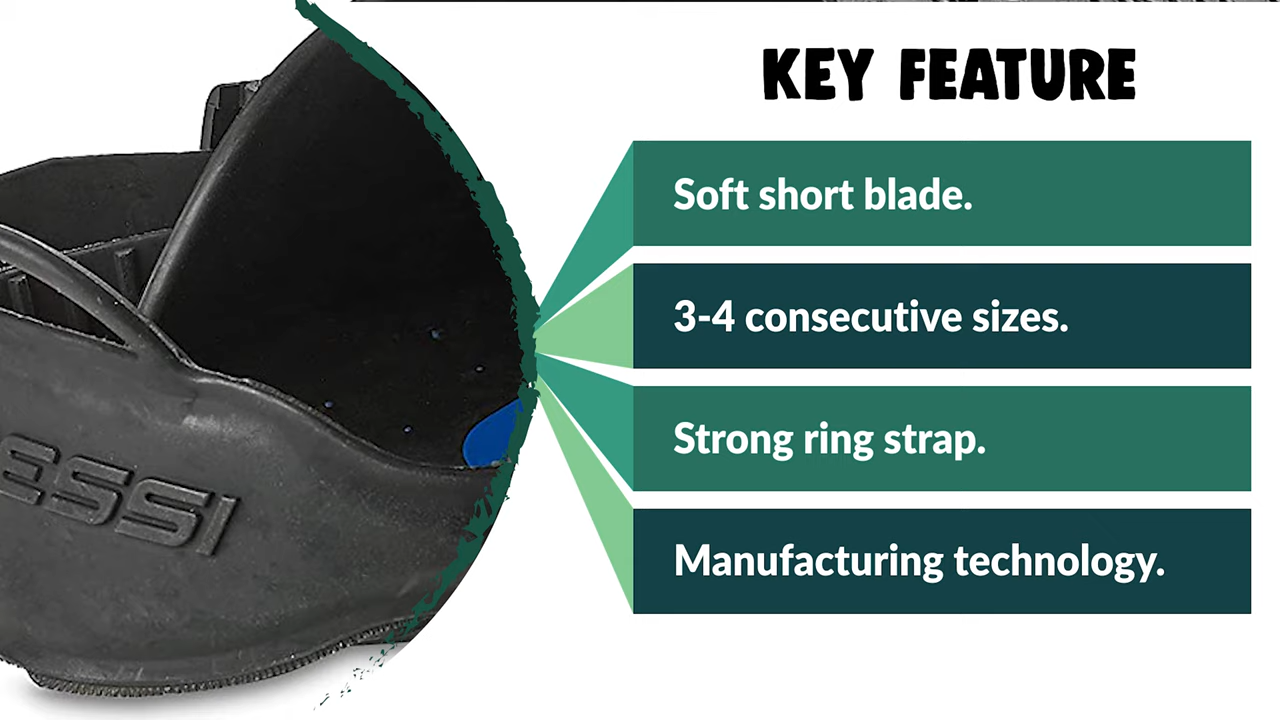 KEY FEATURE
Soft short blade.
3-4 consecutive sizes.
Strong ring strap.
Manufacturing technology.
ESSI